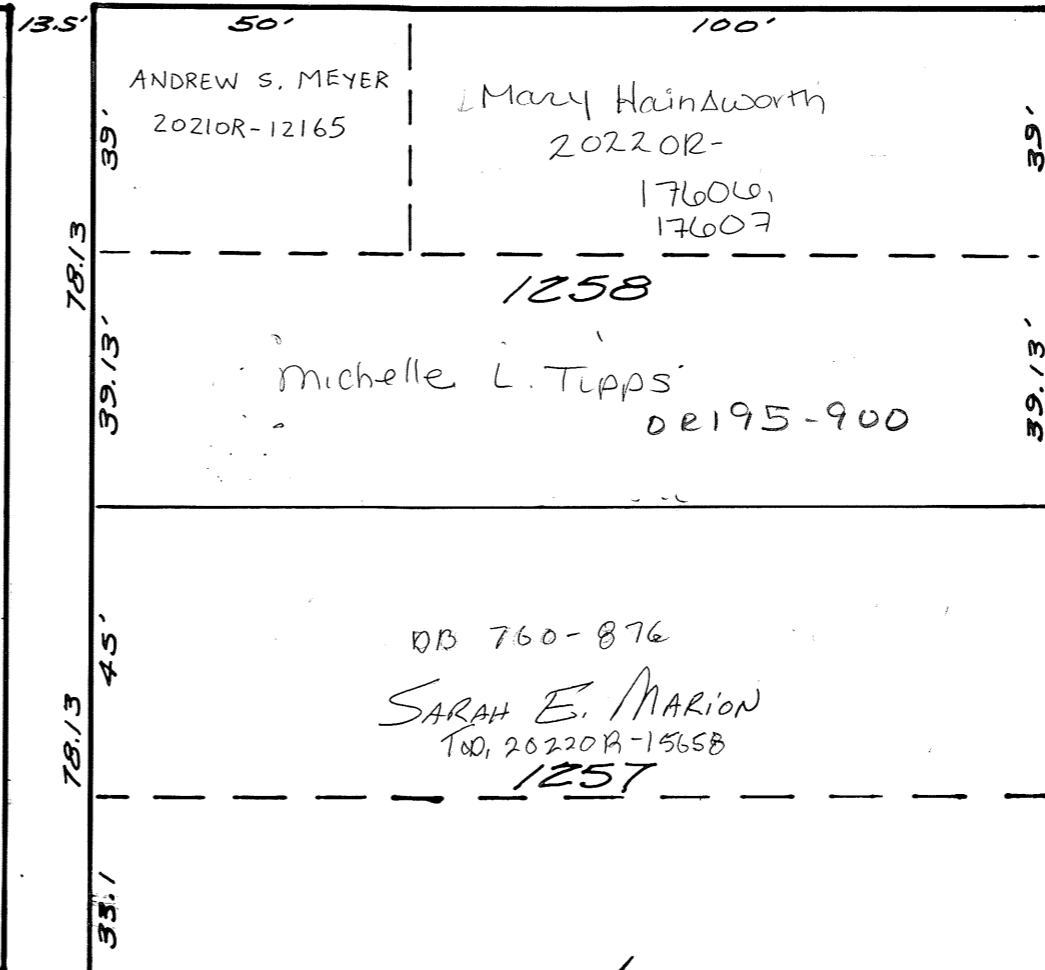 13.5'
50'
100'
ANDREW S. MEYER
2021OR-12165
39'
Mary Hainsworth
2022OR-
17606,
17607
39'
78.13
1258
39.13'
Michelle L. Tipps
OR195-900
39.13'
45'
DB 760-876
SARAH E. MARION
TOD, 2022OR-15658
1257
78.13
33.1